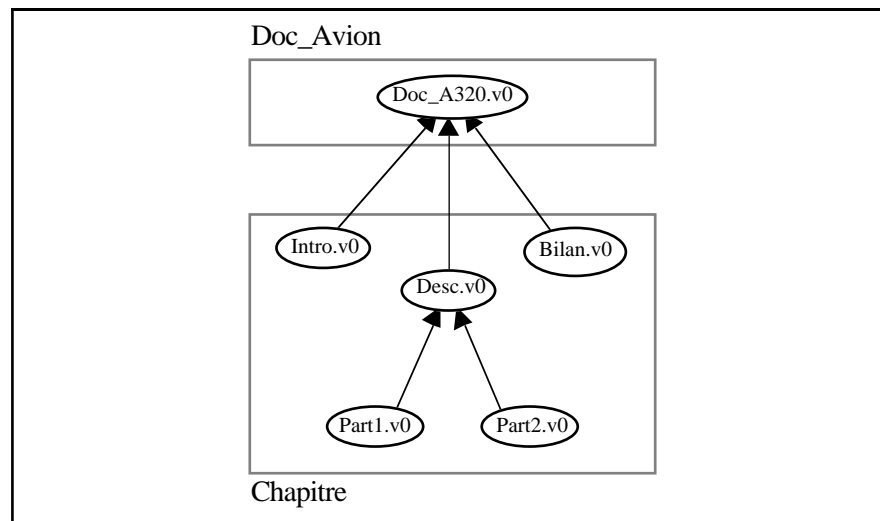 Doc_Avion
Doc_A320.v0
Intro.v0
Bilan.v0
Desc.v0
Part1.v0
Part2.v0
Chapitre